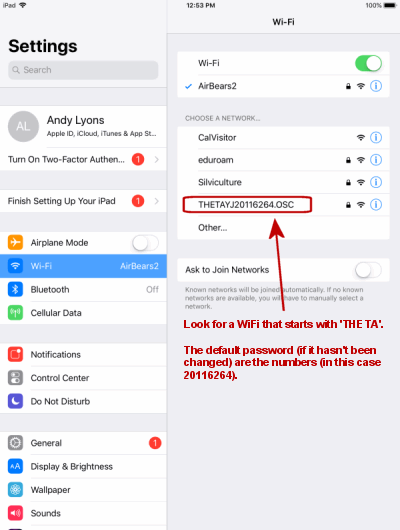 iPad
12:53 PM
100%
Settings
Wi-Fi
Search
Wi-Fi
AirBears2
AL
Andy Lyons
Apple ID, iCloud, iTunes & App St...
CHOOSE A NETWORK...
CalVisitor
Turn On Two-Factor Authen... 1
eduroam
Silviculture
Finish Setting Up Your iPad 1
THETAYJ20116264.OSC
Other...
Airplane Mode
Wi-Fi AirBears2
Bluetooth Off
Cellular Data
Ask to Join Networks
Known networks will be joined automatically. If no known
networks are available, you will have to manually select a
network.
Look for a WiFi that starts with 'THE TA'.
The default password (if it hasn't been
changed) are the numbers (in this case
20116264).
Notifications
Control Center
Do Not Disturb
General 1
AA Display & Brightness
Wallpaper
Sounds